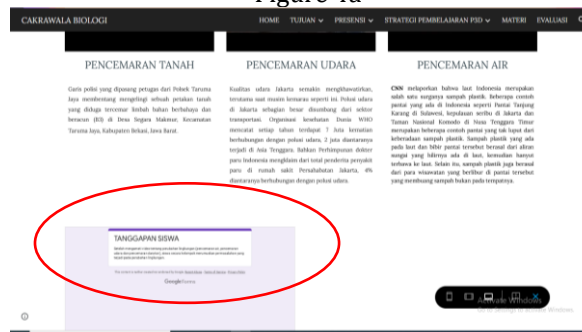 Figure 1a
CAKRAWALA BIOLOGI
HOME TUJUAN PRESENSI STRATEGI PEMBELAJARAN P3D MATERI EVALUASI
PENCEMARAN TANAH
Garis polisi yang dipasang petugas dari Polsek Taruma
Jaya membentang mengelingi sebuah petakan tanah
yang diduga tercemar limbah bahan berbahaya dan
beracun (B3) di Desa Segara Makmur, Kecamatan
Taruma Jaya, Kabupaten Bekasi, Jawa Barat.
PENCEMARAN UDARA
Kualitas udara Jakarta semakin mengkhawatirkan,
terutama saat musim kemarau seperti ini. Polusi udara
di Jakarta sebagian besar disumbang dari sektor
transportasi. Organisasi kesehatan Dunia WHO
mencatat setiap tahun terdapat 7 juta kematian
berhubungan dengan polusi udara, 2 juta diantaranya
terjadi di Asia Tenggara. Bahkan Perhimpunan dokter
paru Indonesia mengklaim dari total penderita penyakit
paru di rumah sakit Persahabatan Jakarta, 4%
diantaranya berhubungan dengan polusi udara.
PENCEMARAN AIR
CNN melaporkan bahwa laut Indonesia merupakan
salah satu surganya sampah plastik. Beberapa contoh
pantai yang ada di Indonesia seperti Pantai Tanjung
Karang di Sulawesi, kepulauan seribu di Jakarta dan
Taman Nasional Komodo di Nusa Tenggara Timur
merupakan beberapa contoh pantai yang tak luput dari
keberadaan sampah plastik. Sampah plastik yang ada
pada laut dan bibir pantai tersebut berasal dari aliran
sungai yang hilirnya ada di laut, kemudian hanyut
terbawa ke laut. Selain itu, sampah plastik juga berasal
dari para wisatawan yang berlibur di pantai tersebut
yang membuang sampah bukan pada tempatnya.
TANGGAPAN SISWA
Google Forms
Activate Windows